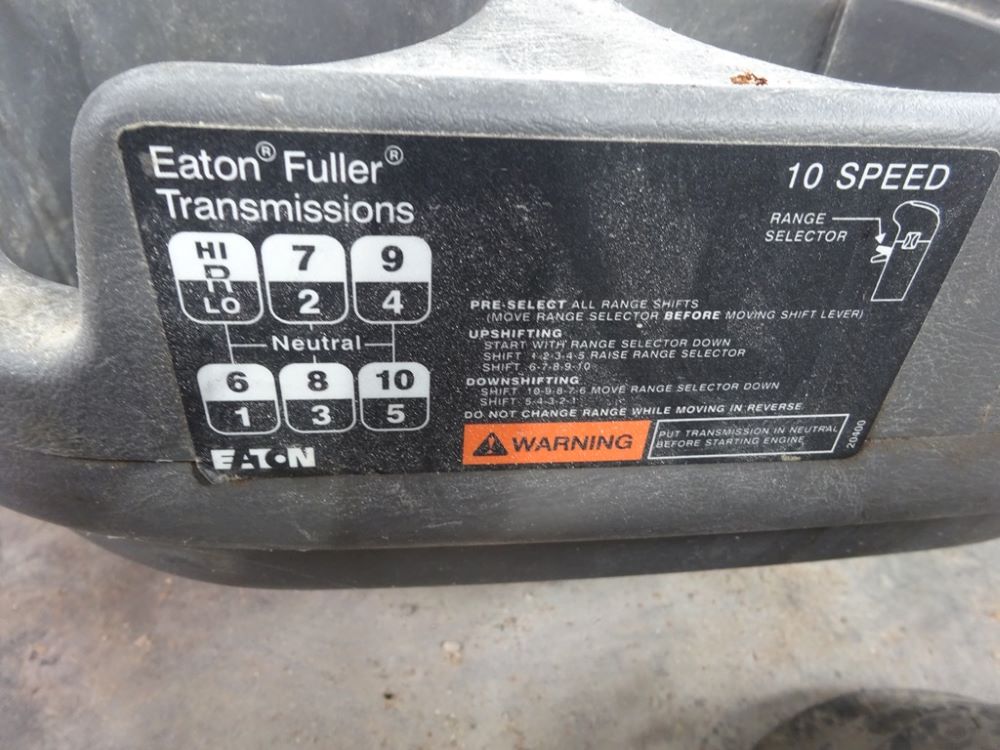 Eaton® Fuller®
Transmissions
10 SPEED
RANGE
SELECTOR
HI
R
LO
7
2
9
4
Neutral
6
1
8
3
10
5
PRE-SELECT ALL RANGE SHIFTS
(MOVE RANGE SELECTOR BEFORE MOVING SHIFT LEVER)
UPSHIFTING
START WITH RANGE SELECTOR DOWN
SHIFT 1-2-3-4-5 RAISE RANGE SELECTOR
SHIFT 6-7-8-9-10
DOWNSHIFTING
SHIFT 10-9-8-7-6 MOVE RANGE SELECTOR DOWN
SHIFT 5-4-3-2-1
DO NOT CHANGE RANGE WHILE MOVING IN REVERSE
WARNING
PUT TRANSMISSION IN NEUTRAL
BEFORE STARTING ENGINE
20400
EATON